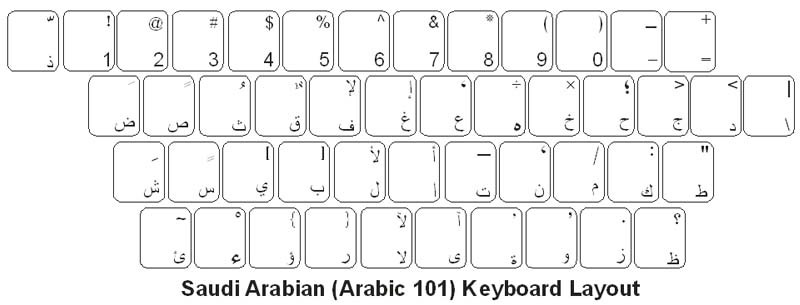 ّ ! @ # $ % ^ & * ( ) _ +
ذ 1 2 3 4 5 6 7 8 9 0 - =
َ ً ُ ٌ لإ إ ‘ ÷ × ؛ > < |
ض ص ث ق ف غ ع ه خ ح ج د \
ِ ٍ [ ] لأ أ ـ ، / : "
ش س ي ب ل ا ت ن م ك ط
~ ْ { } لآ آ ' , . ؟
ئ ء ؤ ر لا ى ة و ز ظ
Saudi Arabian (Arabic 101) Keyboard Layout